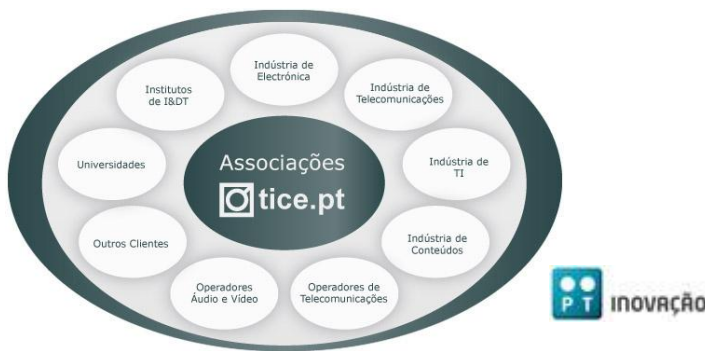 Indústria de
Electrónica
Institutos
de I&DT
Indústria de
Telecomunicações
Universidades
Associações
tice.pt
Indústria de
TI
Outros Clientes
Indústria de
Conteúdos
Operadores
Áudio e Vídeo
Operadores de
Telecomunicações
PT INOVAÇÃO